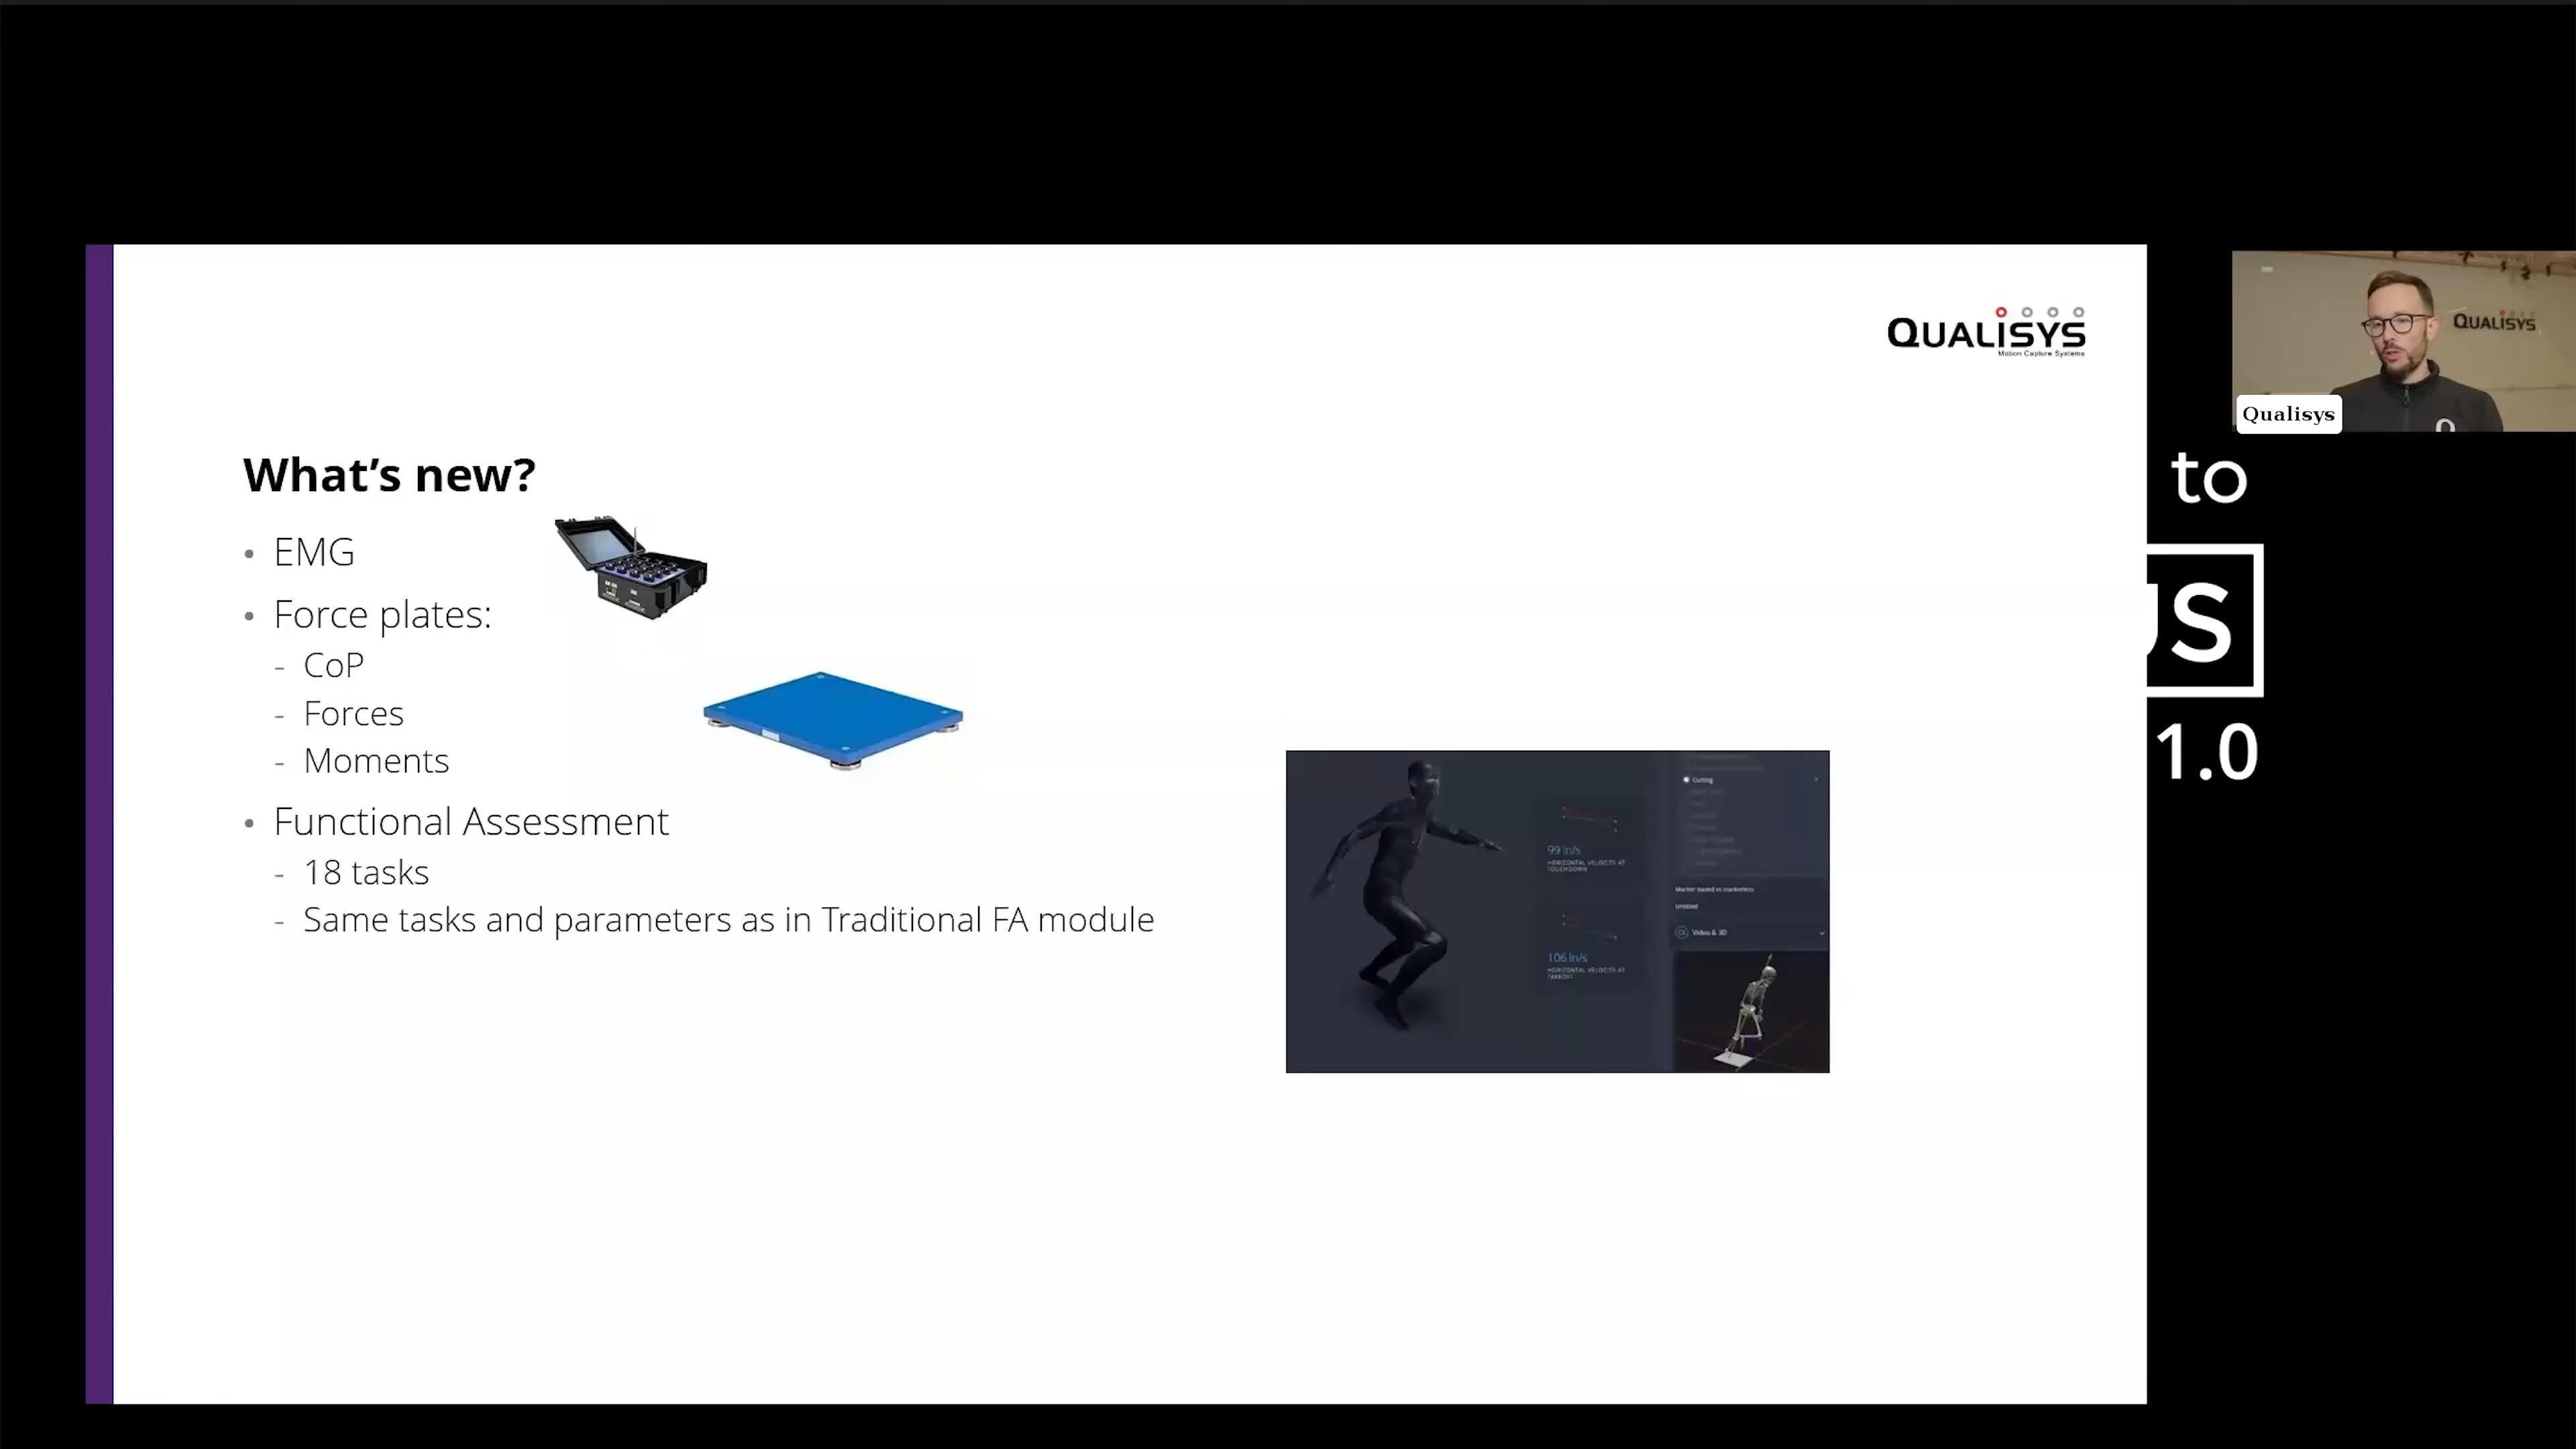 QUALISYS
Motion Capture Systems
QUALISYS
Qualisys
to
US
1.0
What's new?
• EMG
• Force plates:
- CoP
- Forces
- Moments
• Functional Assessment
- 18 tasks
- Same tasks and parameters as in Traditional FA module
Cutting
99 in/s
HORIZONTAL VELOCITY AT
TOUCHDOWN
Marker based vs markerless
Untitled
Video & 3D
106 in/s
HORIZONTAL VELOCITY AT
TAKEOFF